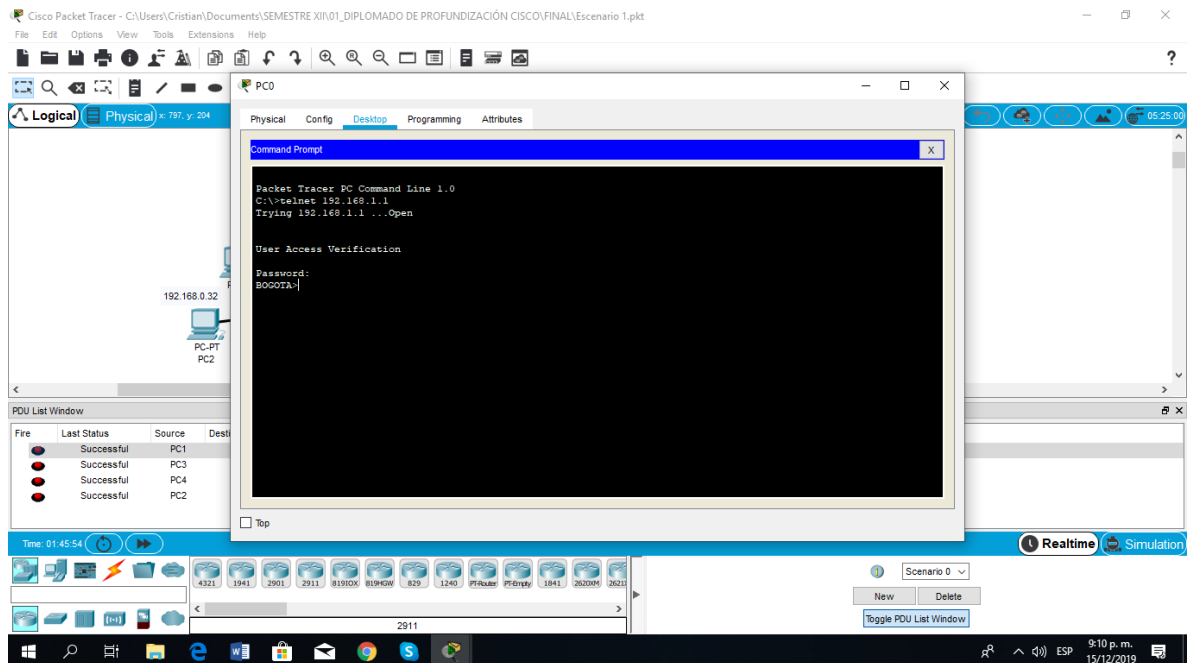 Cisco Packet Tracer - C:\Users\Cristian\Documents\SEMESTRE XII\01_DIPLOMADO DE PROFUNDIZACIÓN CISCO\FINAL\Escenario 1.pkt
File Edit Options View Tools Extensions Help
?
PC0
Logical Physical x: 797, y: 204
05:25:00
Physical Config Desktop Programming Attributes
Command Prompt X
Packet Tracer PC Command Line 1.0
C:\>telnet 192.168.1.1
Trying 192.168.1.1 ...Open
User Access Verification
Password:
BOGOTA>
192.168.0.32
PC-PT
PC2
Top
PDU List Window
Fire Last Status Source Desti
Successful PC1
Successful PC3
Successful PC4
Successful PC2
Time: 01:45:54
Realtime Simulation
4321 1941 2901 2911 819IOX 819HGW 829 1240 PT-Router PT-Empty 1841 2620XM 2621
2911
Scenario 0
New Delete
Toggle PDU List Window
ESP
9:10 p. m.
15/12/2019